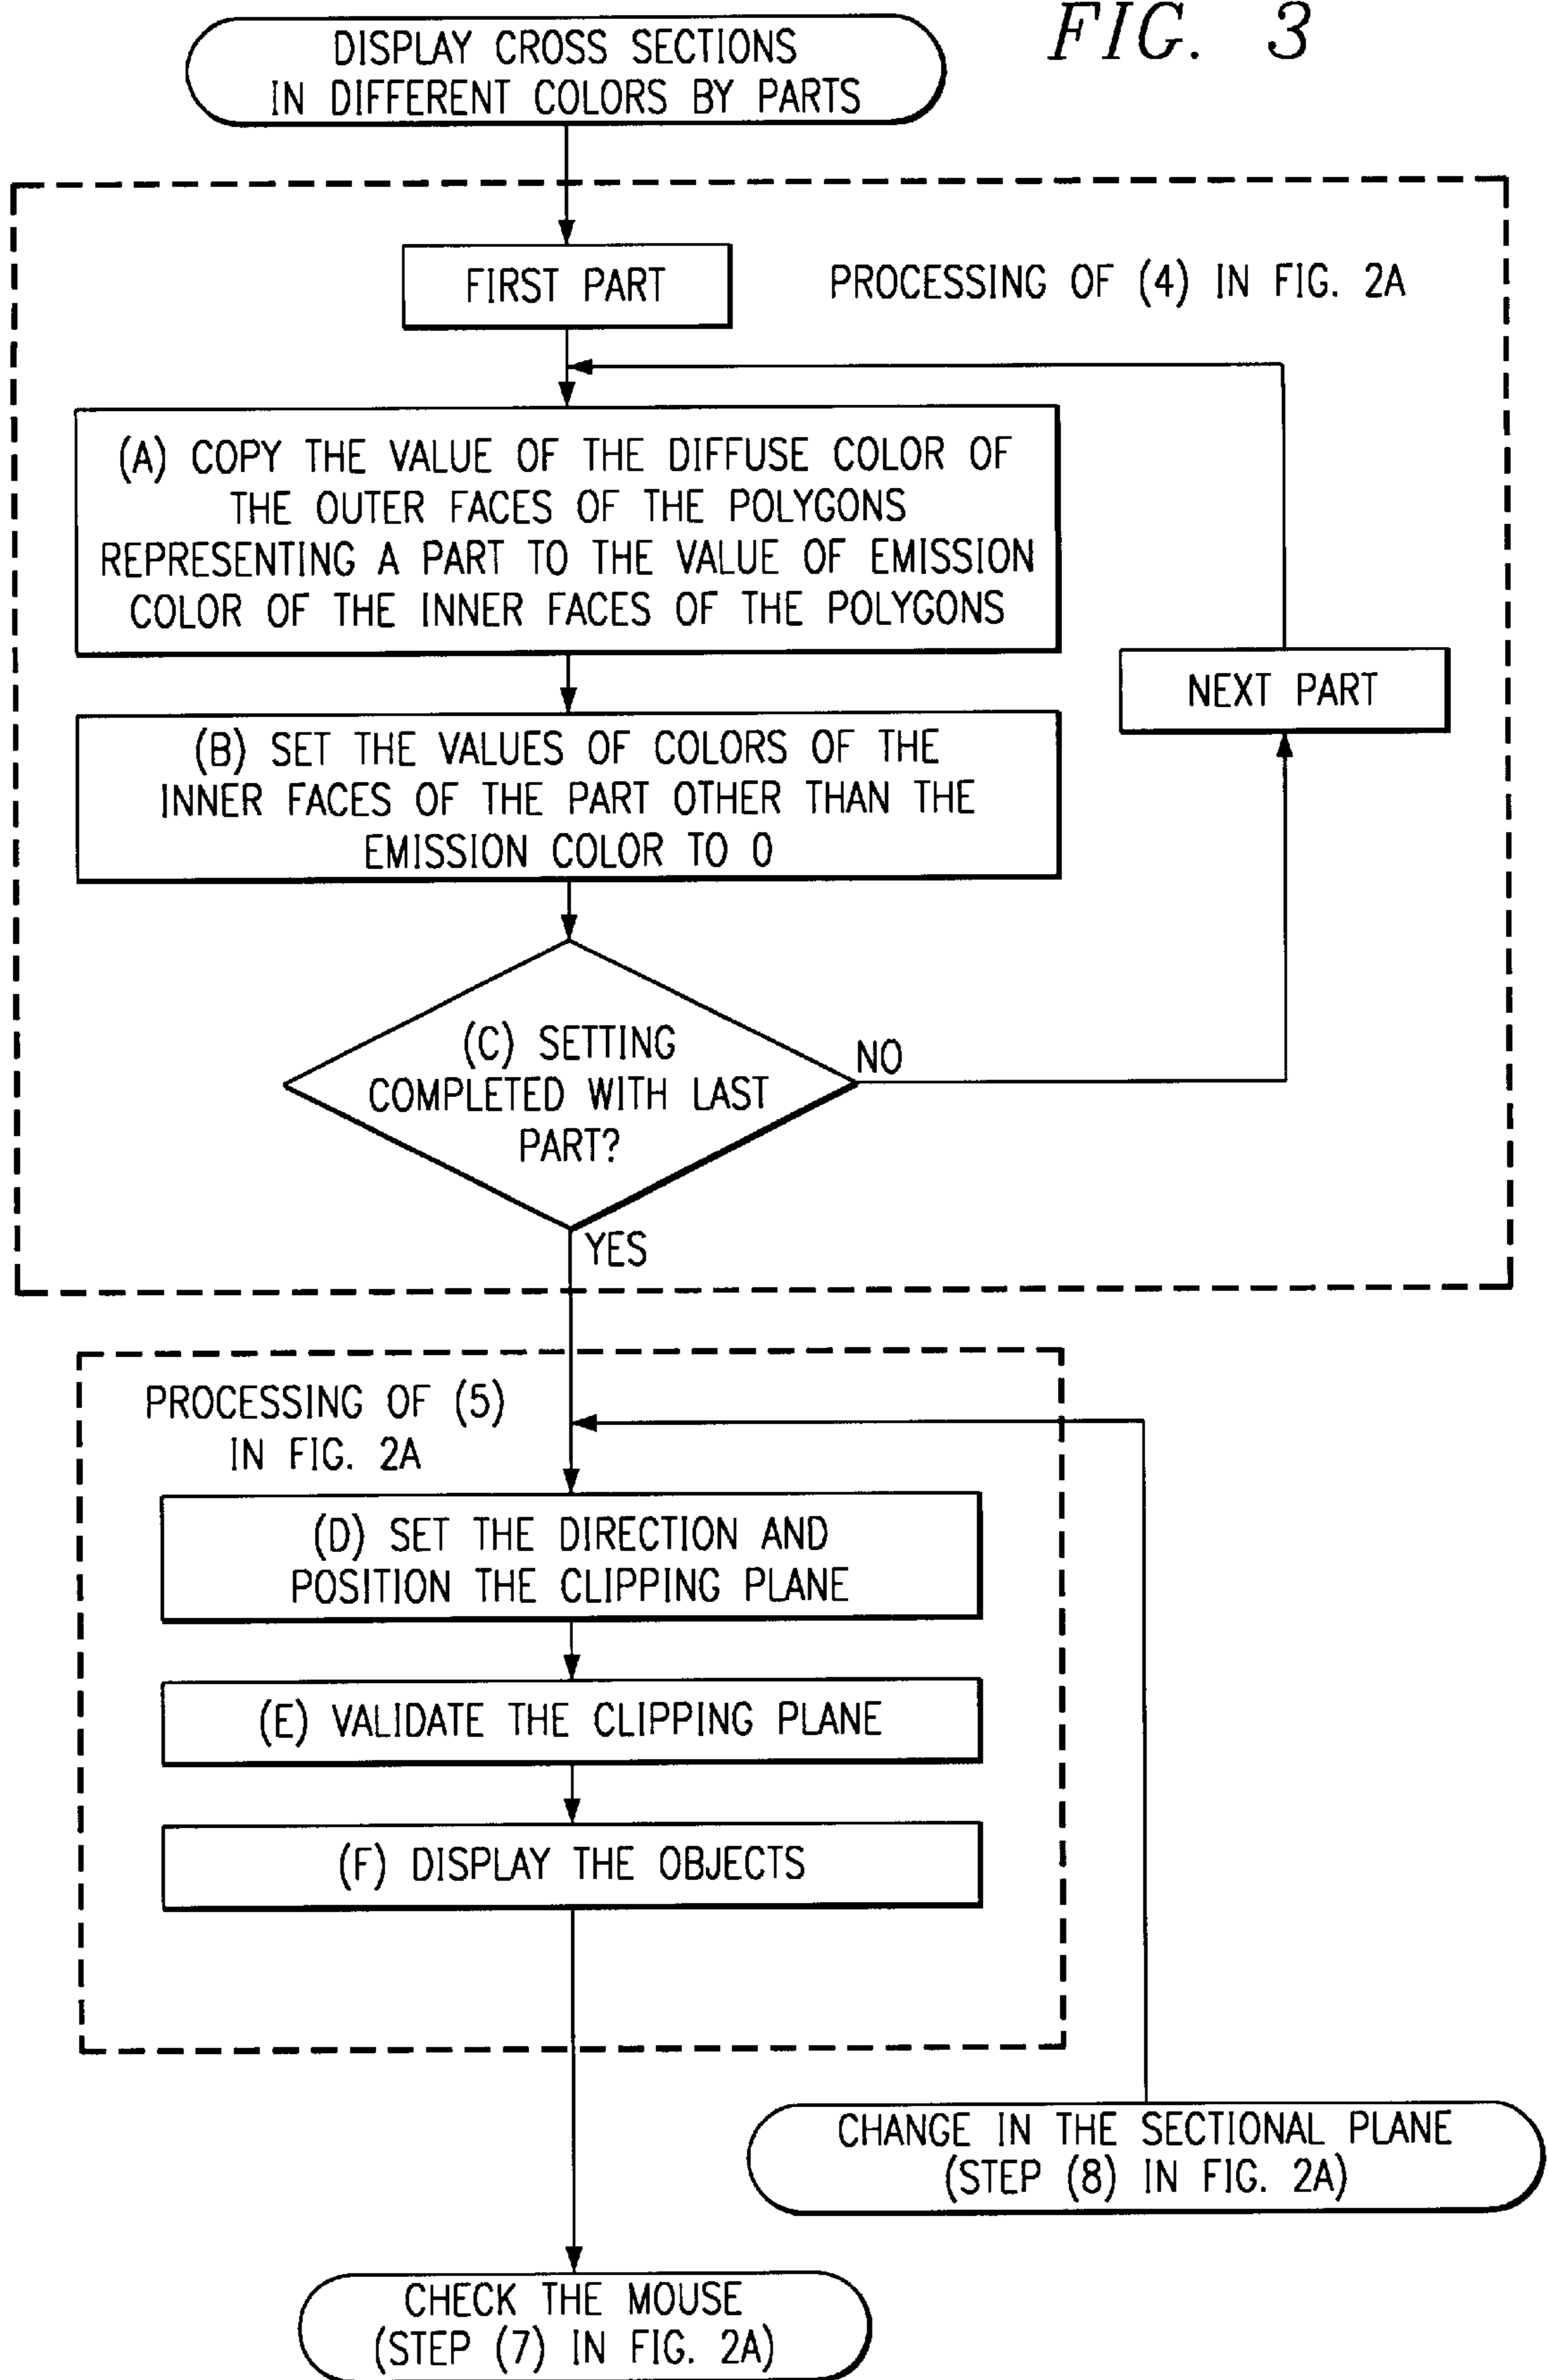 FIG. 3
DISPLAY CROSS SECTIONS
IN DIFFERENT COLORS BY PARTS
FIRST PART
PROCESSING OF (4) IN FIG. 2A
(A) COPY THE VALUE OF THE DIFFUSE COLOR OF
THE OUTER FACES OF THE POLYGONS
REPRESENTING A PART TO THE VALUE OF EMISSION
COLOR OF THE INNER FACES OF THE POLYGONS
NEXT PART
(B) SET THE VALUES OF COLORS OF THE
INNER FACES OF THE PART OTHER THAN THE
EMISSION COLOR TO 0
(C) SETTING
COMPLETED WITH LAST
PART?
NO
YES
PROCESSING OF (5)
IN FIG. 2A
(D) SET THE DIRECTION AND
POSITION THE CLIPPING PLANE
(E) VALIDATE THE CLIPPING PLANE
(F) DISPLAY THE OBJECTS
CHANGE IN THE SECTIONAL PLANE
(STEP (8) IN FIG. 2A)
CHECK THE MOUSE
(STEP (7) IN FIG. 2A)